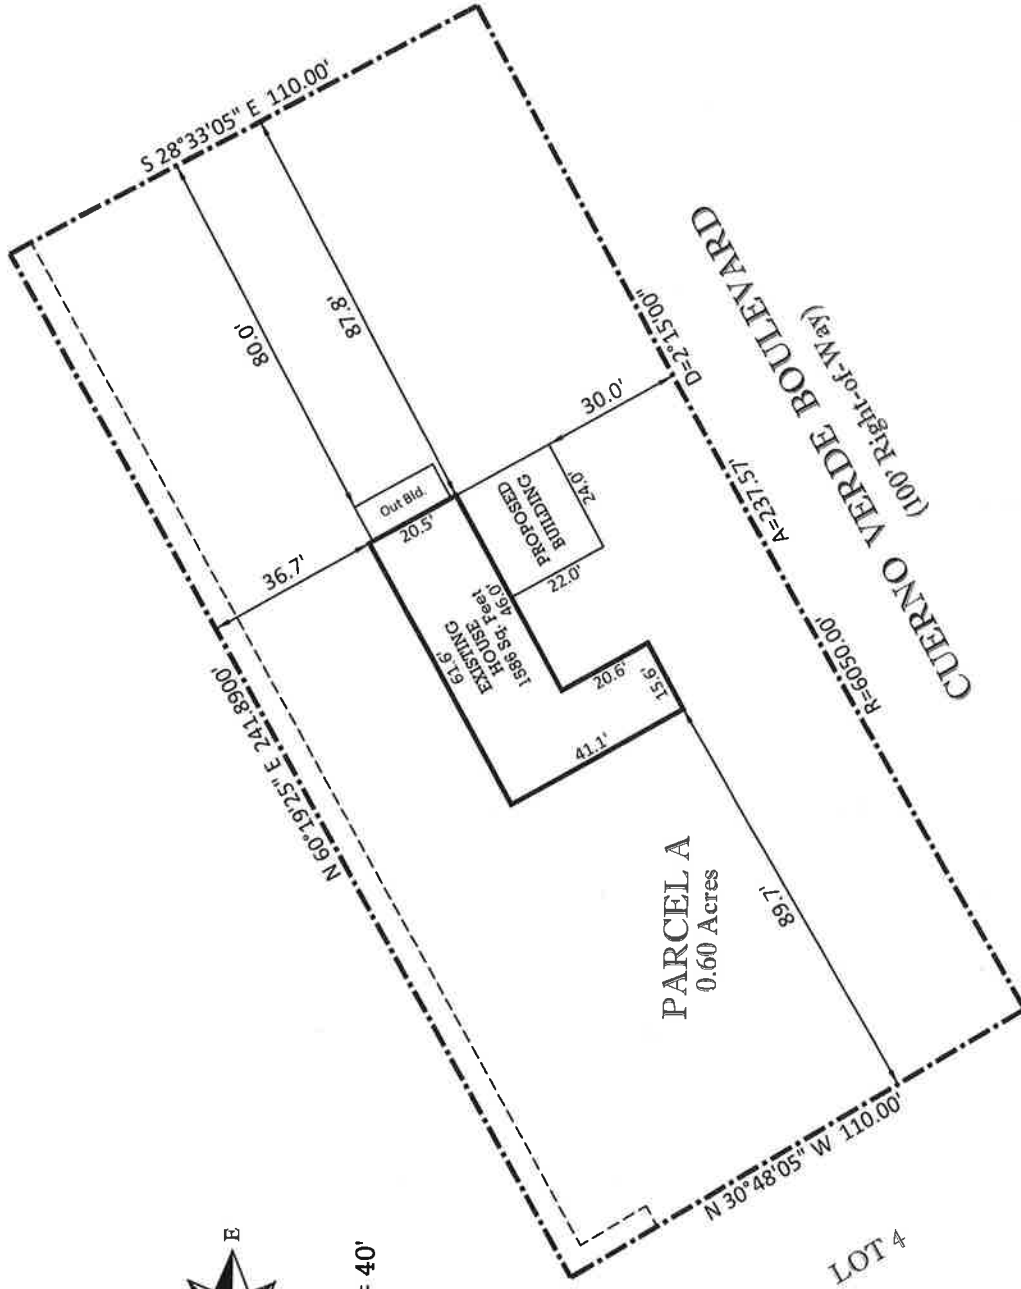 S 28°33'05" E 110.00'
80.0'
87.8'
36.7'
Out Bld.
20.5'
30.0'
PROPOSED
BUILDING
24.0'
22.0'
61.6'
EXISTING
HOUSE
1586 Sq. Feet
46.0'
20.6'
15.6'
41.1'
N 60°19'25" E 241.8900'
D=2°15'00"
A=237.57'
R=6050.00'
CUERNO VERDE BOULEVARD
(100' Right-of-Way)
PARCEL A
0.60 Acres
89.7'
N 30°48'05" W 110.00'
LOT 4
E
= 40'